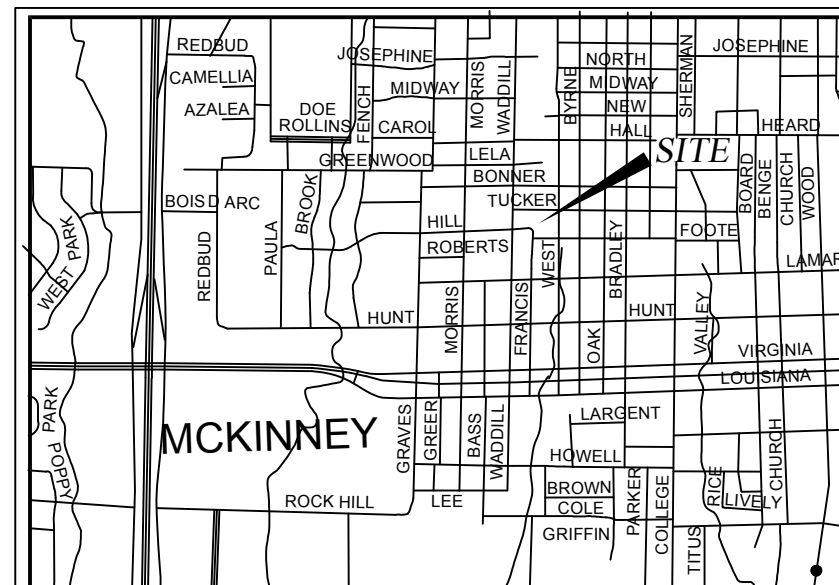 REDBUD
JOSEPHINE
SHERMAN
JOSEPHINE
CAMELLIA
MIDWAY
MORRIS
WADDILL
BYRNE
NORTH
MIDWAY
NEW
AZALEA
DOE
ROLLINS
FENCH
CAROL
HALL
HEARD
GREENWOOD
LELA
SITE
BONNER
BOIS D ARC
BROOK
TUCKER
BOARD
BENGE
CHURCH
WOOD
WEST PARK
REDBUD
PAULA
HILL
ROBERTS
WEST
BRADLEY
FOOTE
LAMAR
HUNT
MORRIS
FRANCIS
OAK
HUNT
VALLEY
VIRGINIA
LOUISIANA
PARK
POPPY
MCKINNEY
GRAVES
GREER
BASS
WADDILL
LARGENT
HOWELL
CHURCH
ROCK HILL
LEE
BROWN
COLE
GRIFFIN
PARKER
COLLEGE
TITUS
RICE
LIVELY